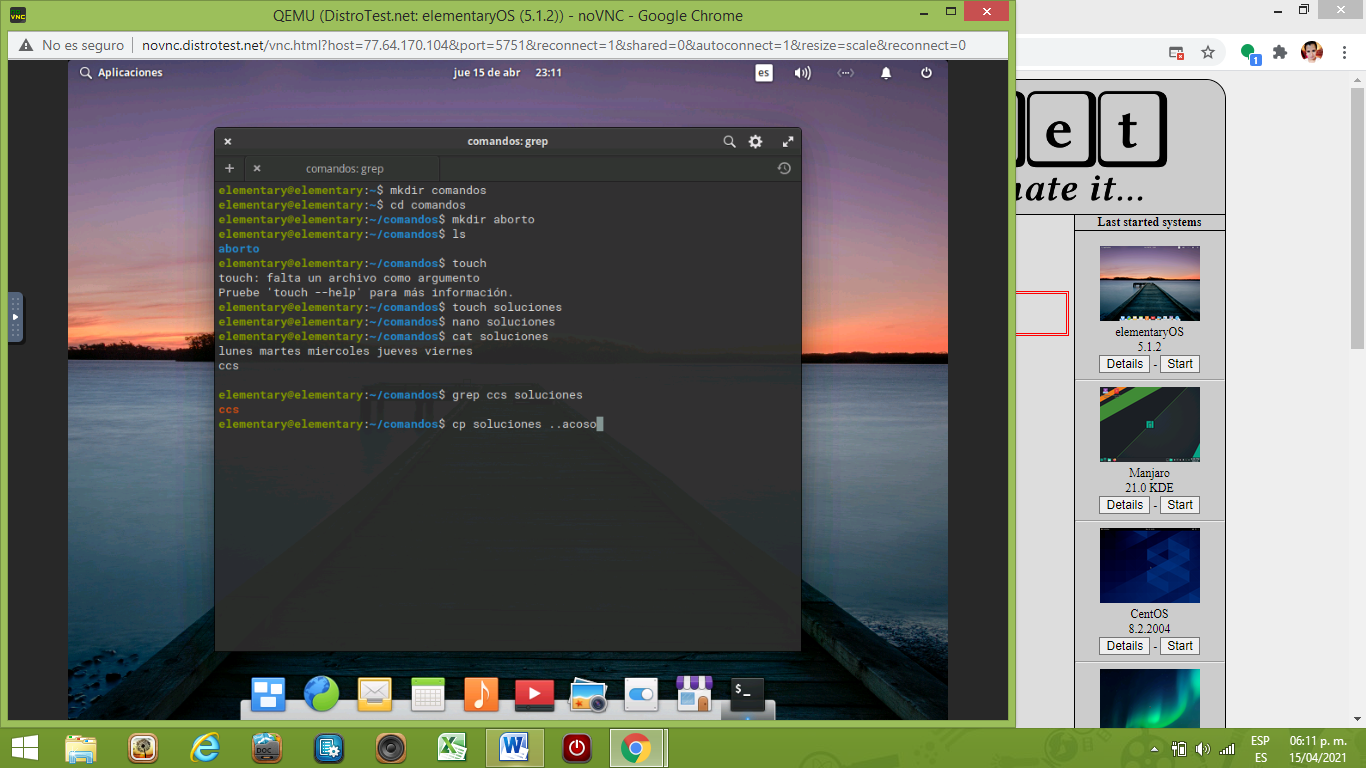 QEMU (DistroTest.net: elementaryOS (5.1.2)) - noVNC - Google Chrome
No es seguro
novnc.distrotest.net/vnc.html?host=77.64.170.104&port=5751&reconnect=1&shared=0&autoconnect=1&resize=scale&reconnect=0
Aplicaciones
jue 15 de abr 23:11
es
comandos: grep
comandos: grep
elementary@elementary:~$ mkdir comandos
elementary@elementary:~$ cd comandos
elementary@elementary:~/comandos$ mkdir aborto
elementary@elementary:~/comandos$ ls
aborto
elementary@elementary:~/comandos$ touch
touch: falta un archivo como argumento
Pruebe 'touch --help' para más información.
elementary@elementary:~/comandos$ touch soluciones
elementary@elementary:~/comandos$ nano soluciones
elementary@elementary:~/comandos$ cat soluciones
lunes martes miercoles jueves viernes
ccs
elementary@elementary:~/comandos$ grep ccs soluciones
ccs
elementary@elementary:~/comandos$ cp soluciones ..acoso
1
e t
ate it...
Last started systems
elementaryOS
5.1.2
Details - Start
Manjaro
21.0 KDE
Details - Start
CentOS
8.2.2004
Details - Start
ESP
ES
06:11 p. m.
15/04/2021